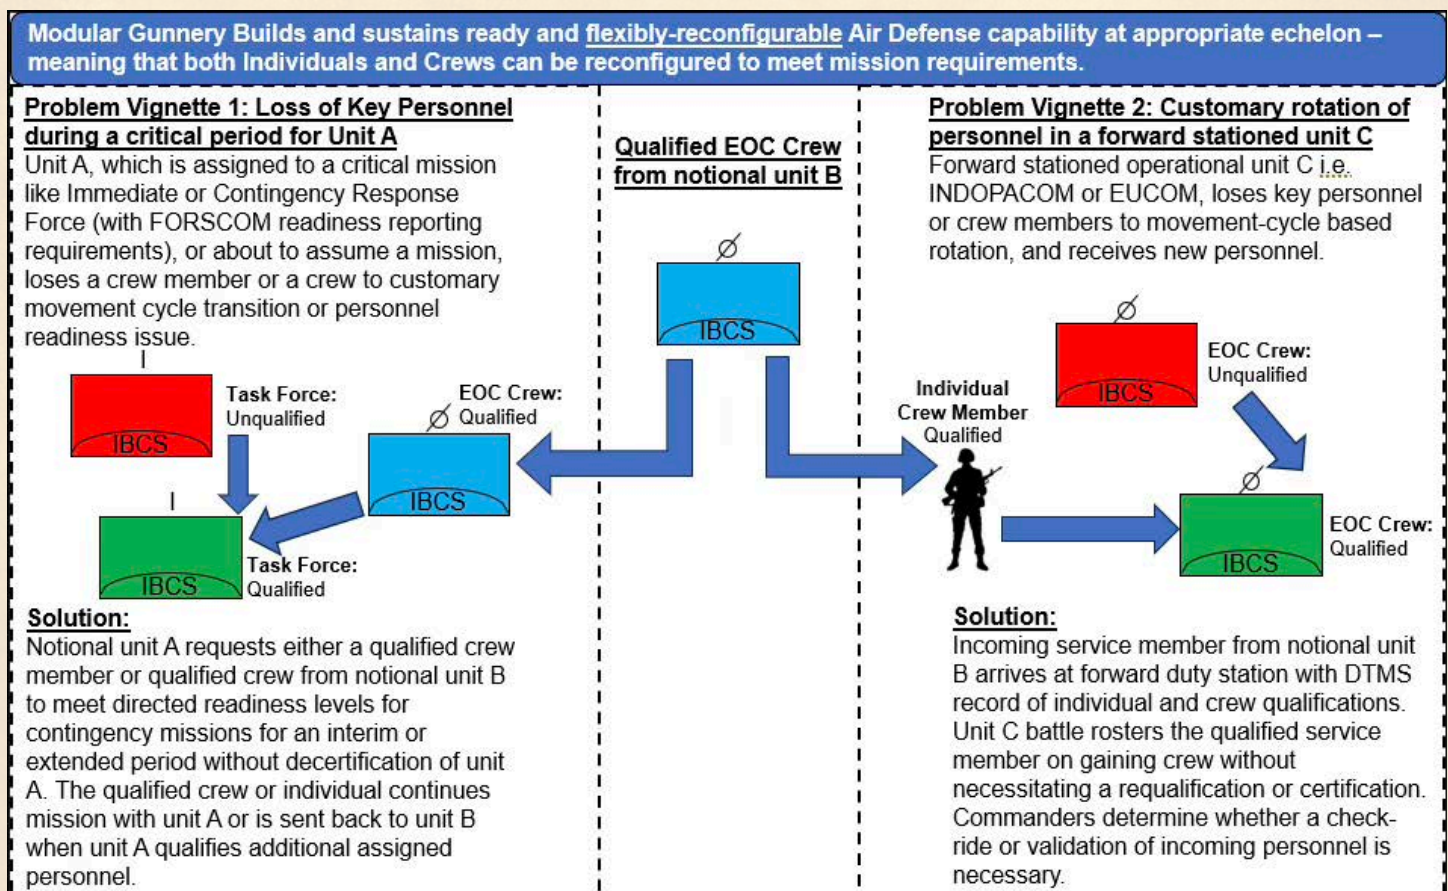 Modular Gunnery Builds and sustains ready and flexibly-reconfigurable Air Defense capability at appropriate echelon –
meaning that both Individuals and Crews can be reconfigured to meet mission requirements.
Problem Vignette 1: Loss of Key Personnel
during a critical period for Unit A
Unit A, which is assigned to a critical mission
like Immediate or Contingency Response
Force (with FORSCOM readiness reporting
requirements), or about to assume a mission,
loses a crew member or a crew to customary
movement cycle transition or personnel
readiness issue.
I
IBCS
Task Force:
Unqualified
EOC Crew:
Qualified
IBCS
I
IBCS
Task Force:
Qualified
Solution:
Notional unit A requests either a qualified crew
member or qualified crew from notional unit B
to meet directed readiness levels for
contingency missions for an interim or
extended period without decertification of unit
A. The qualified crew or individual continues
mission with unit A or is sent back to unit B
when unit A qualifies additional assigned
personnel.
Qualified EOC Crew
from notional unit B
IBCS
Problem Vignette 2: Customary rotation of
personnel in a forward stationed unit C
Forward stationed operational unit C i.e.
INDOPACOM or EUCOM, loses key personnel
or crew members to movement-cycle based
rotation, and receives new personnel.
IBCS
EOC Crew:
Unqualified
Individual
Crew Member
Qualified
IBCS
EOC Crew:
Qualified
Solution:
Incoming service member from notional unit
B arrives at forward duty station with DTMS
record of individual and crew qualifications.
Unit C battle rosters the qualified service
member on gaining crew without
necessitating a requalification or certification.
Commanders determine whether a check-
ride or validation of incoming personnel is
necessary.